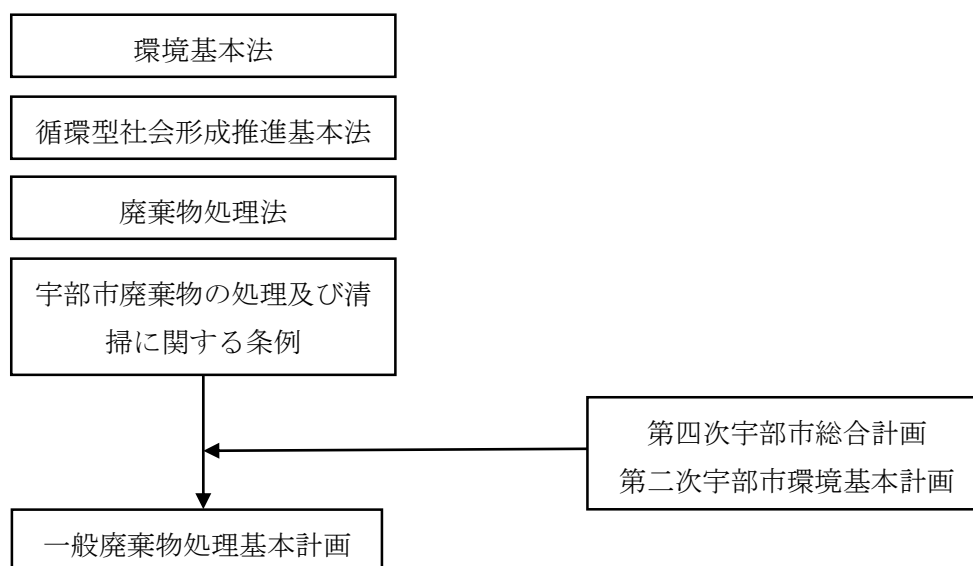 環境基本法
循環型社会形成推進基本法
廃棄物処理法
宇部市廃棄物の処理及び清
掃に関する条例
第四次宇部市総合計画
第二次宇部市環境基本計画
一般廃棄物処理基本計画